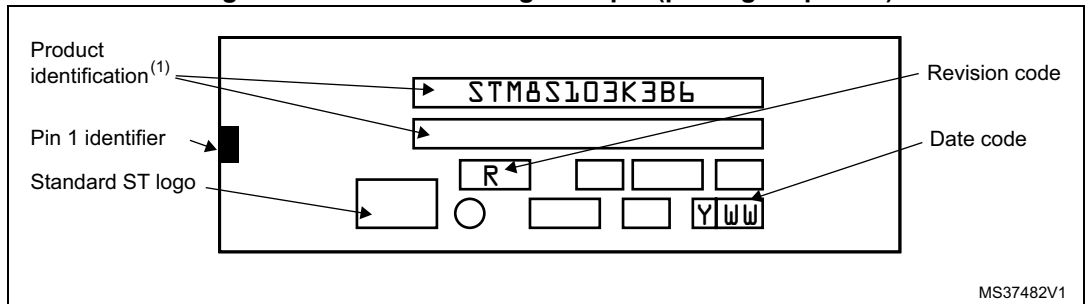 Product
identification(1)
STM8S103K3B6
Revision code
Pin 1 identifier
Date code
R
Standard ST logo
Y WW
MS37482V1